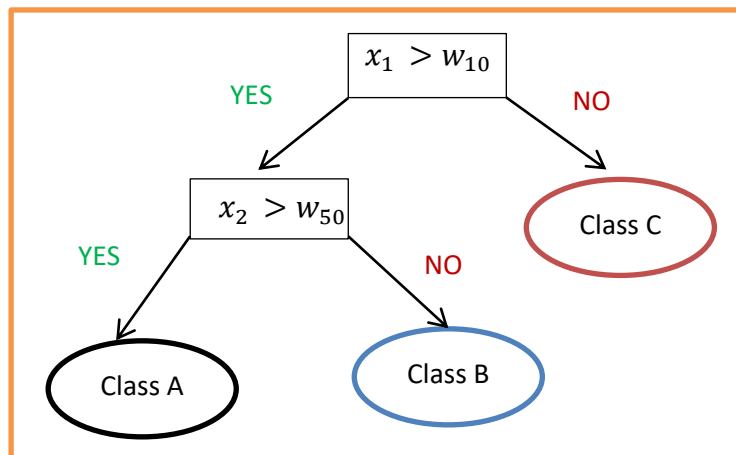 x₁ > w₁₀
YES
NO
x₂ > w₅₀
Class C
YES
NO
Class A
Class B